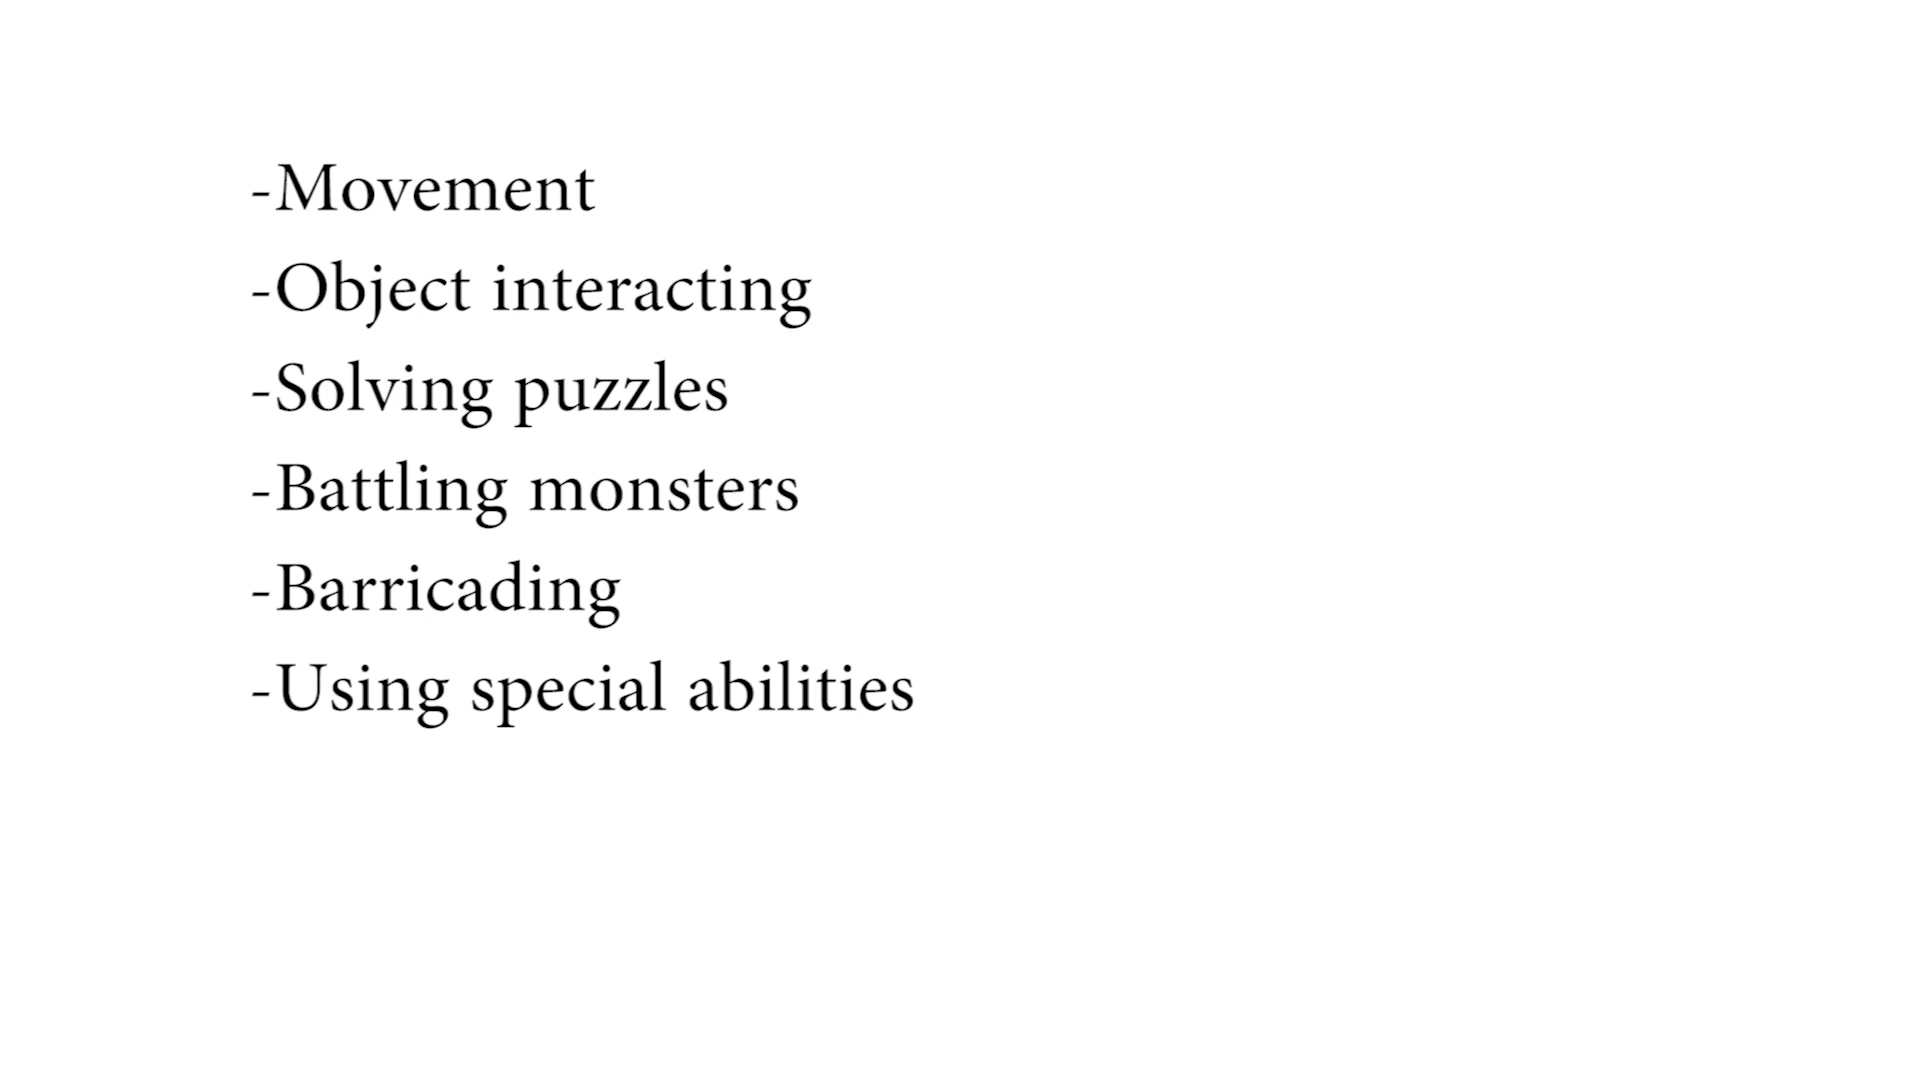 -Movement
-Object interacting
-Solving puzzles
-Battling monsters
-Barricading
-Using special abilities